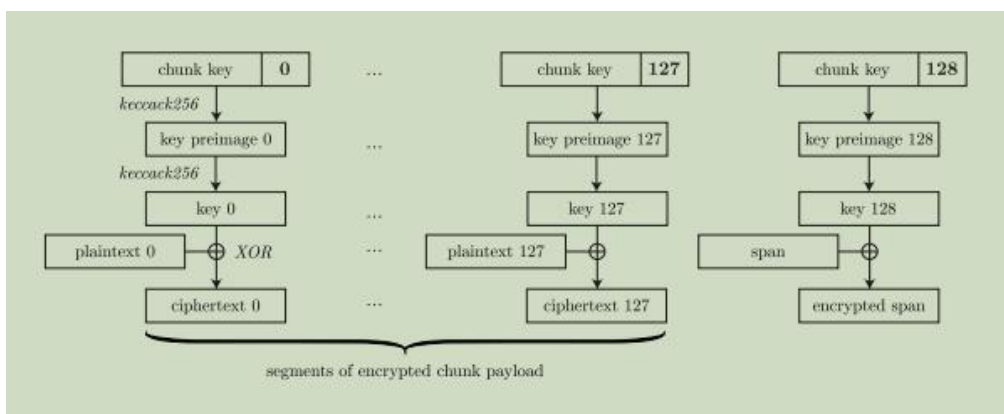 chunk key 0 ... chunk key 127 chunk key 128
keccack256
key preimage 0 ... key preimage 127 key preimage 128
keccack256
key 0 ... key 127 key 128
plaintext 0 XOR ... plaintext 127 span
ciphertext 0 ... ciphertext 127 encrypted span
segments of encrypted chunk payload